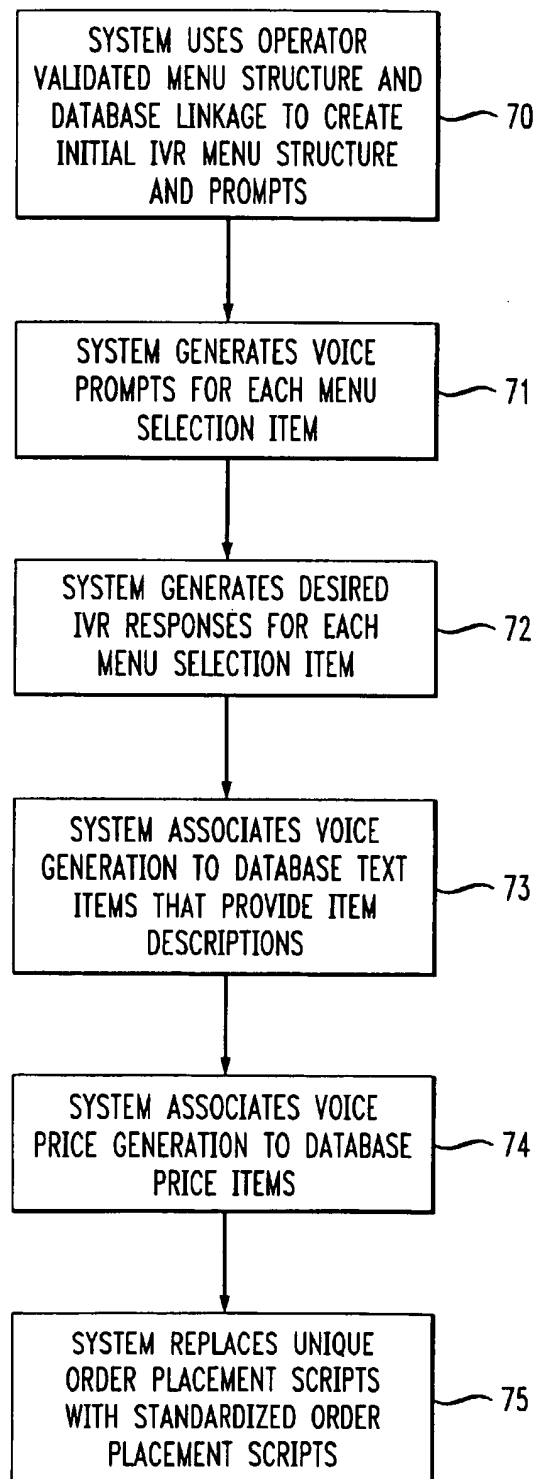 SYSTEM USES OPERATOR
VALIDATED MENU STRUCTURE AND
DATABASE LINKAGE TO CREATE
INITIAL IVR MENU STRUCTURE
AND PROMPTS
70
SYSTEM GENERATES VOICE
PROMPTS FOR EACH MENU
SELECTION ITEM
71
SYSTEM GENERATES DESIRED
IVR RESPONSES FOR EACH
MENU SELECTION ITEM
72
SYSTEM ASSOCIATES VOICE
GENERATION TO DATABASE TEXT
ITEMS THAT PROVIDE ITEM
DESCRIPTIONS
73
SYSTEM ASSOCIATES VOICE
PRICE GENERATION TO DATABASE
PRICE ITEMS
74
SYSTEM REPLACES UNIQUE
ORDER PLACEMENT SCRIPTS
WITH STANDARDIZED ORDER
PLACEMENT SCRIPTS
75